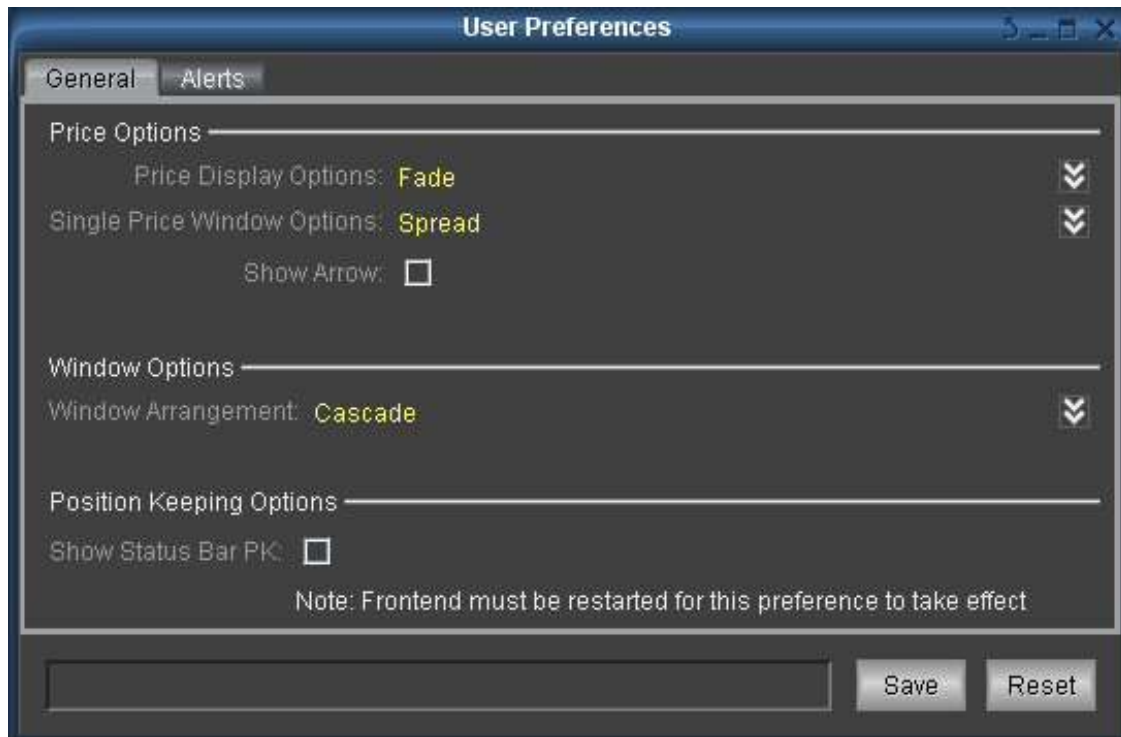 User Preferences
General Alerts
Price Options
Price Display Options: Fade
Single Price Window Options: Spread
Show Arrow:
Window Options
Window Arrangement: Cascade
Position Keeping Options
Show Status Bar PK:
Note: Frontend must be restarted for this preference to take effect
Save Reset